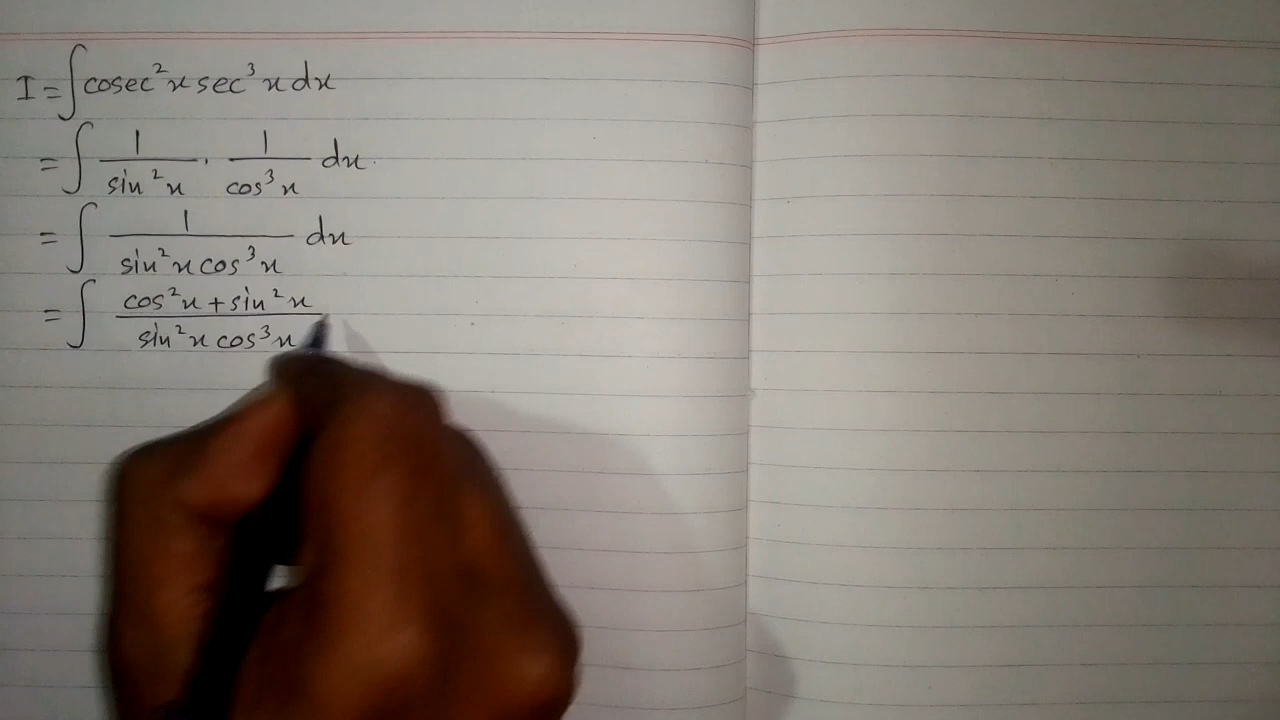 I = ∫ cosec²x sec³x dx
= ∫ 1/sin²x · 1/cos³x dx
= ∫ 1/(sin²x cos³x) dx
= ∫ (cos²x + sin²x)/(sin²x cos³x)